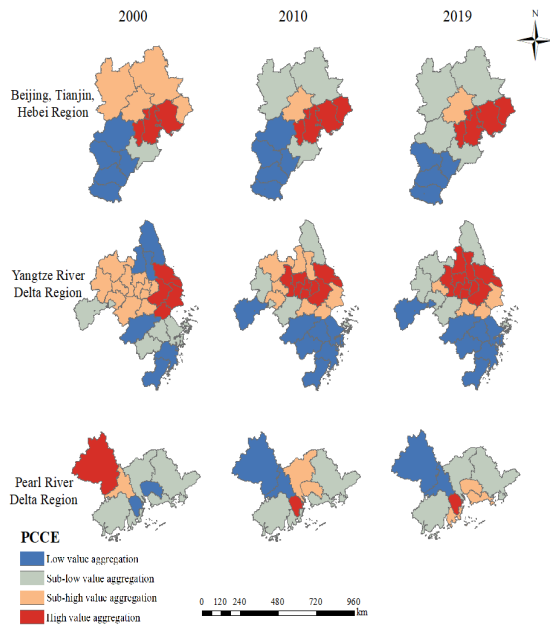 2000 2010 2019
N
Beijing, Tianjin,
Hebei Region
Yangtze River
Delta Region
Pearl River
Delta Region
PCCE
Low value aggregation
Sub-low value aggregation
Sub-high value aggregation
High value aggregation
0 120 240 480 720 960
km